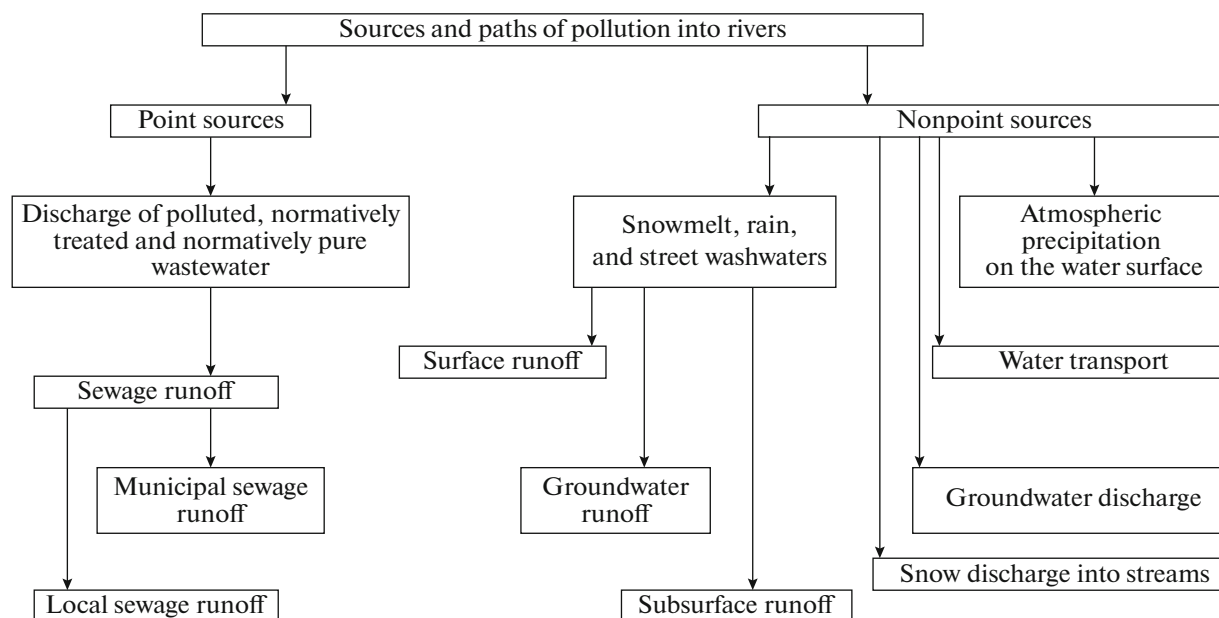 Sources and paths of pollution into rivers
Point sources
Nonpoint sources
Discharge of polluted, normatively
treated and normatively pure
wastewater
Snowmelt, rain,
and street washwaters
Atmospheric
precipitation
on the water surface
Surface runoff
Water transport
Sewage runoff
Municipal sewage
runoff
Groundwater
runoff
Groundwater discharge
Snow discharge into streams
Local sewage runoff
Subsurface runoff